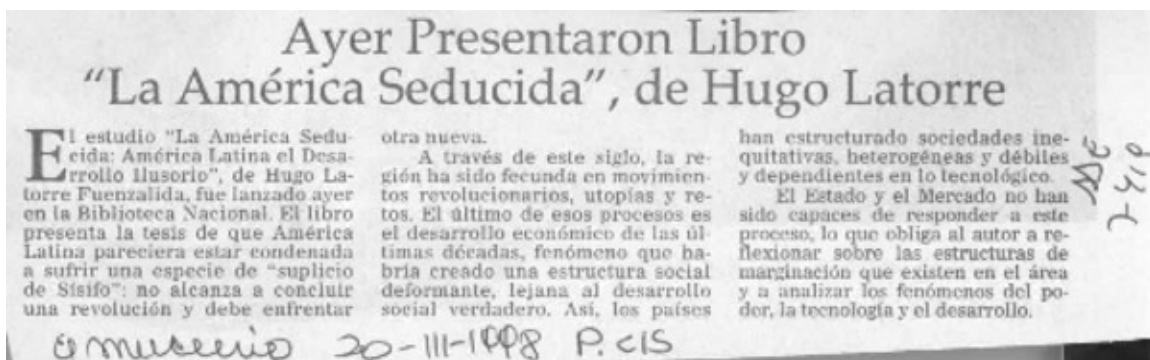 Ayer Presentaron Libro
“La América Seducida”, de Hugo Latorre
El estudio “La América Sedu-
cida: América Latina el Desa-
rrollo Ilusorio”, de Hugo La-
torre Fuenzalida, fue lanzado ayer
en la Biblioteca Nacional. El libro
presenta la tesis de que América
Latina pareciera estar condenada
a sufrir una especie de “suplicio
de Sísifo”: no alcanza a concluir
una revolución y debe enfrentar
otra nueva.
A través de este siglo, la re-
gión ha sido fecunda en movimien-
tos revolucionarios, utopías y re-
tos. El último de esos procesos es
el desarrollo económico de las úl-
timas décadas, fenómeno que ha-
bría creado una estructura social
deformante, lejana al desarrollo
social verdadero. Así, los países
han estructurado sociedades ine-
quitativas, heterogéneas y débiles
y dependientes en lo tecnológico.
El Estado y el Mercado no han
sido capaces de responder a este
proceso, lo que obliga al autor a re-
flexionar sobre las estructuras de
marginación que existen en el área
y a analizar los fenómenos del po-
der, la tecnología y el desarrollo.
20-III-1998 P. C15